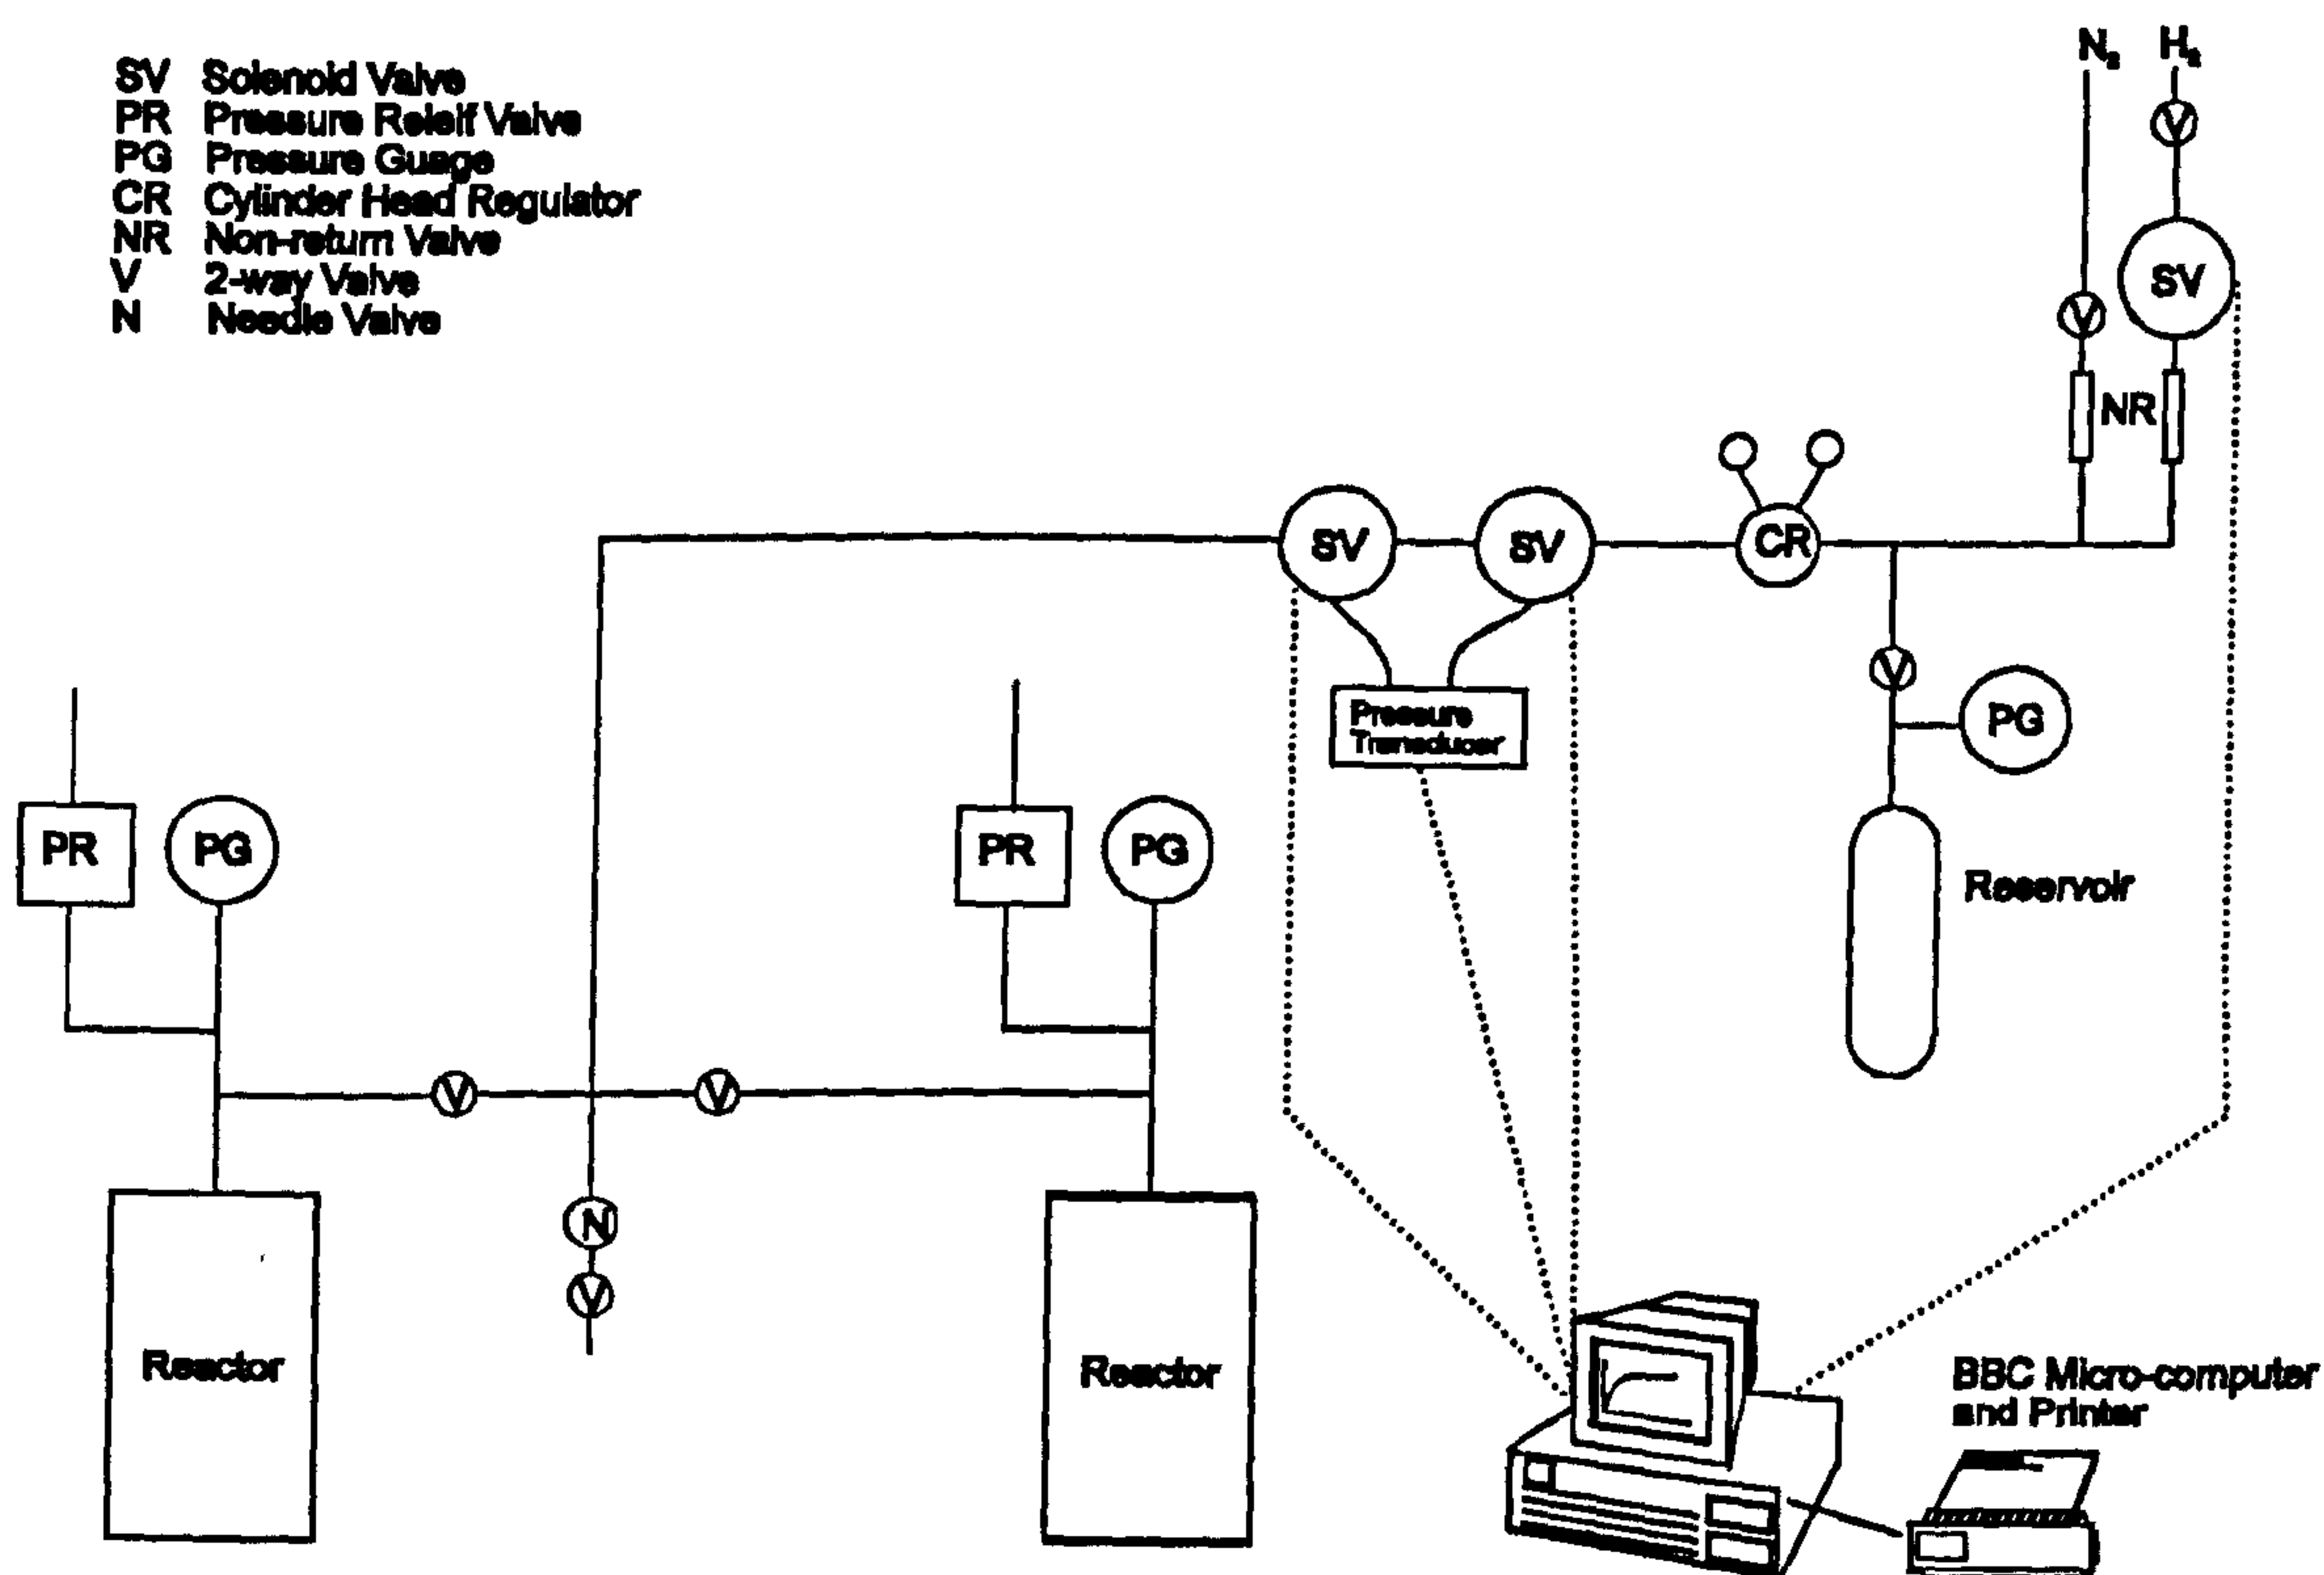 SV Solenoid Valve
PR Pressure Releif Valve
PG Pressure Guage
CR Cylinder Head Regulator
NR Non-return Valve
V 2-way Valve
N Needle Valve
N₂ H₂
V
SV
V
NR
SV SV CR
V
PG
Pressure
Transducer
PR PG PR PG
Reservoir
V V
N
V
Reactor Reactor
BBC Micro-computer
and Printer